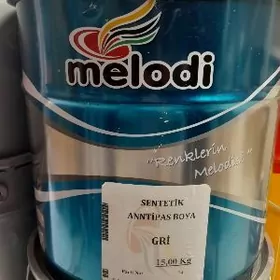 melodi
"Renklerin
Melodisi"
SENTETİK
ANNTİPAS BOYA
GRİ
15,00 Kg